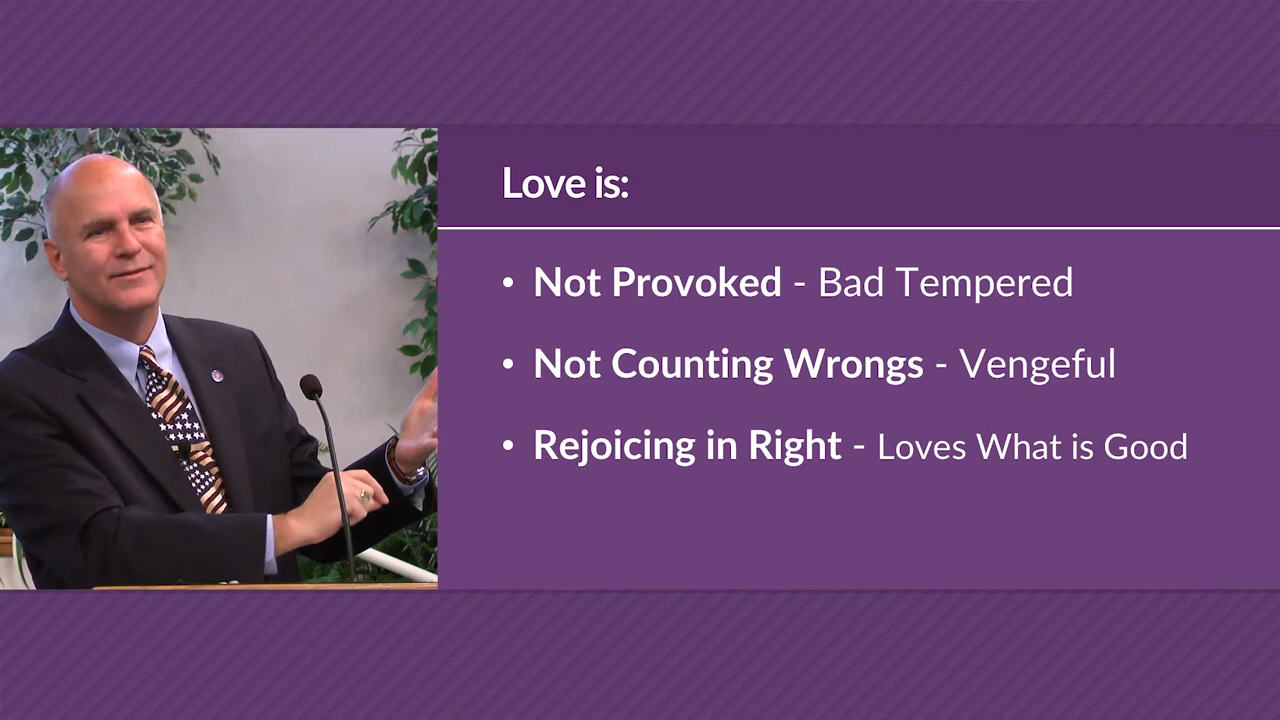 Love is:
• Not Provoked - Bad Tempered
• Not Counting Wrongs - Vengeful
• Rejoicing in Right - Loves What is Good